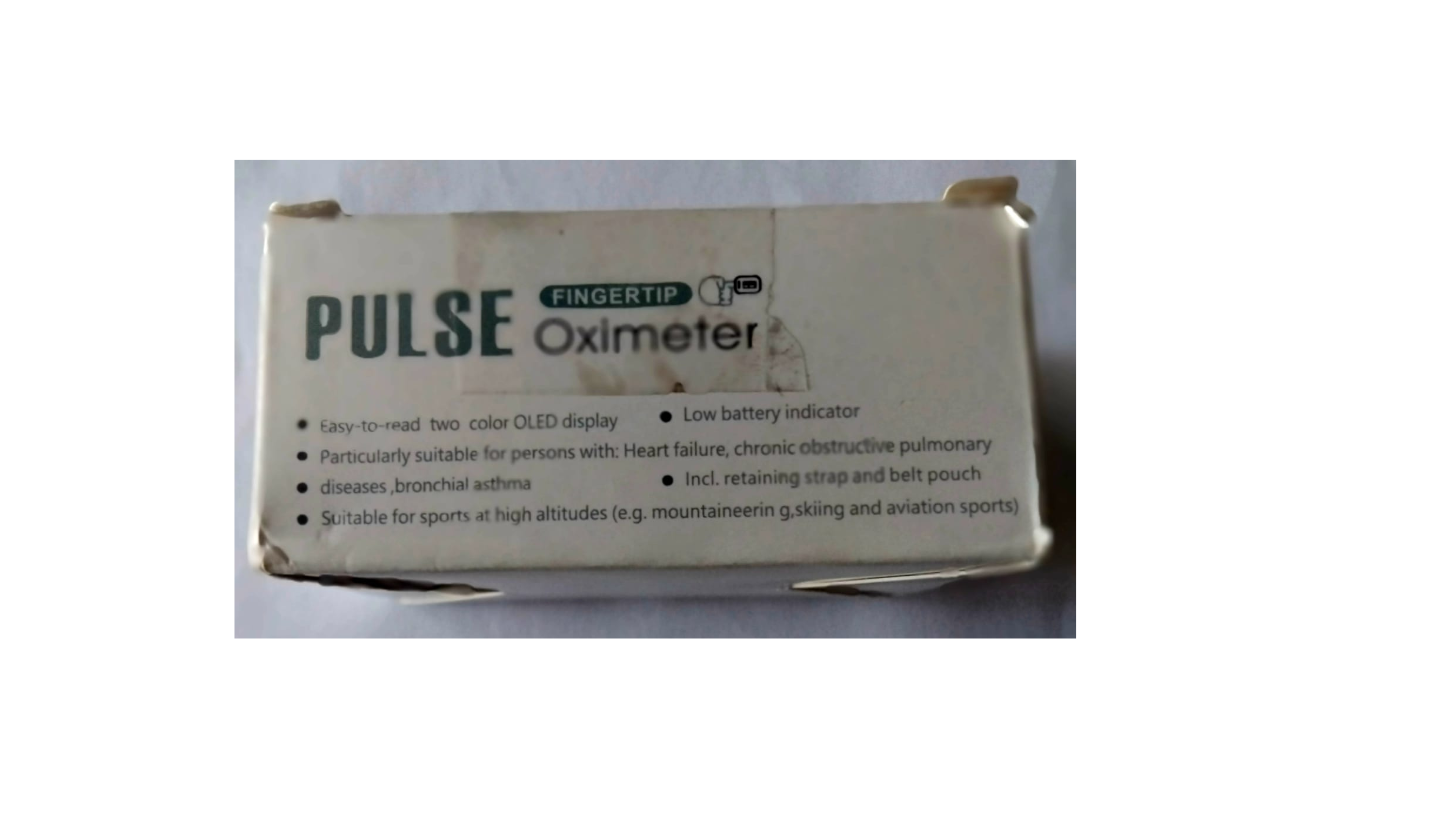 PULSE FINGERTIP
Oximeter
● Easy-to-read two color OLED display ● Low battery indicator
● Particularly suitable for persons with: Heart failure, chronic obstructive pulmonary
● diseases ,bronchial asthma ● Incl. retaining strap and belt pouch
● Suitable for sports at high altitudes (e.g. mountaineerin g,skiing and aviation sports)